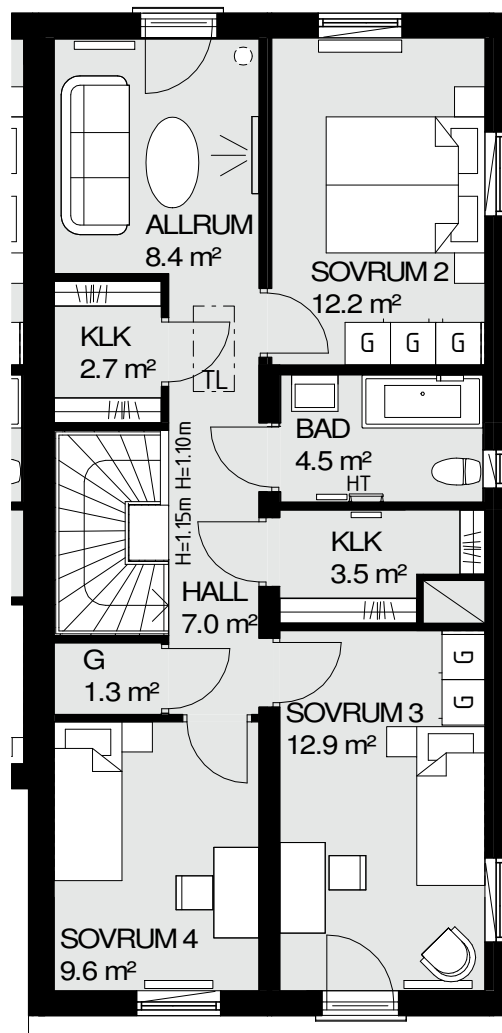 ALLRUM
8.4 m²
SOVRUM 2
12.2 m²
G G G
KLK
2.7 m²
TL
BAD
4.5 m²
HT
H=1.15m H=1.10m
KLK
3.5 m²
HALL
7.0 m²
G
1.3 m²
G
G
SOVRUM 3
12.9 m²
SOVRUM 4
9.6 m²